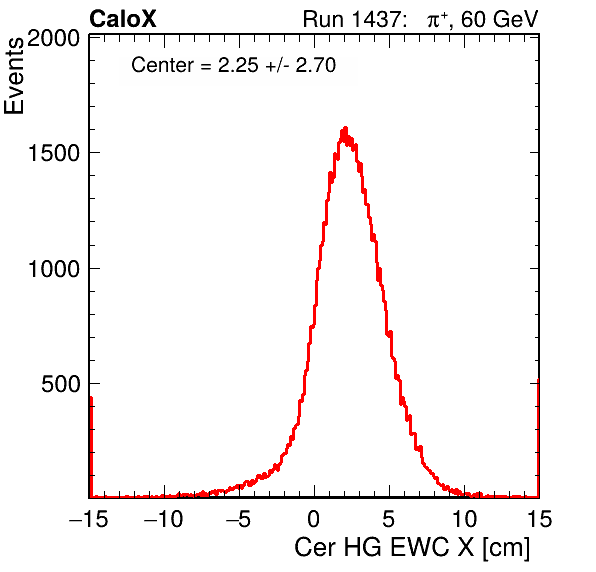 CaloX
Run 1437: π⁺, 60 GeV
Events
Center = 2.25 +/- 2.70
2000
1500
1000
500
−15 −10 −5 0 5 10 15
Cer HG EWC X [cm]